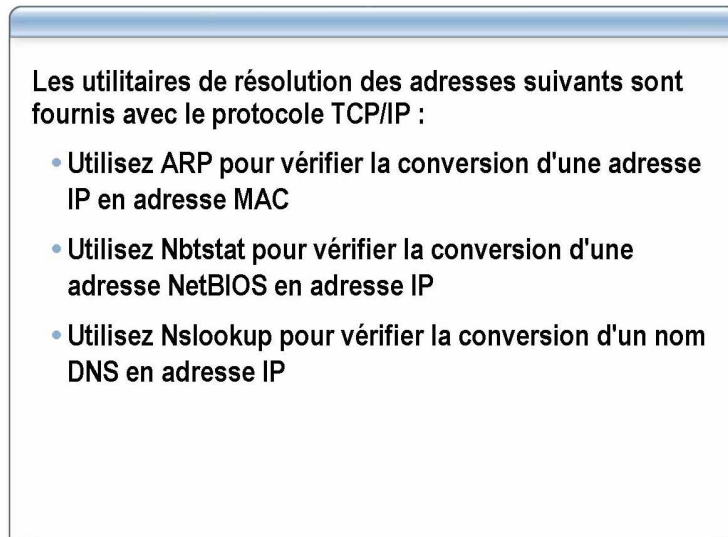 Les utilitaires de résolution des adresses suivants sont
fournis avec le protocole TCP/IP :
• Utilisez ARP pour vérifier la conversion d'une adresse
IP en adresse MAC
• Utilisez Nbtstat pour vérifier la conversion d'une
adresse NetBIOS en adresse IP
• Utilisez Nslookup pour vérifier la conversion d'un nom
DNS en adresse IP